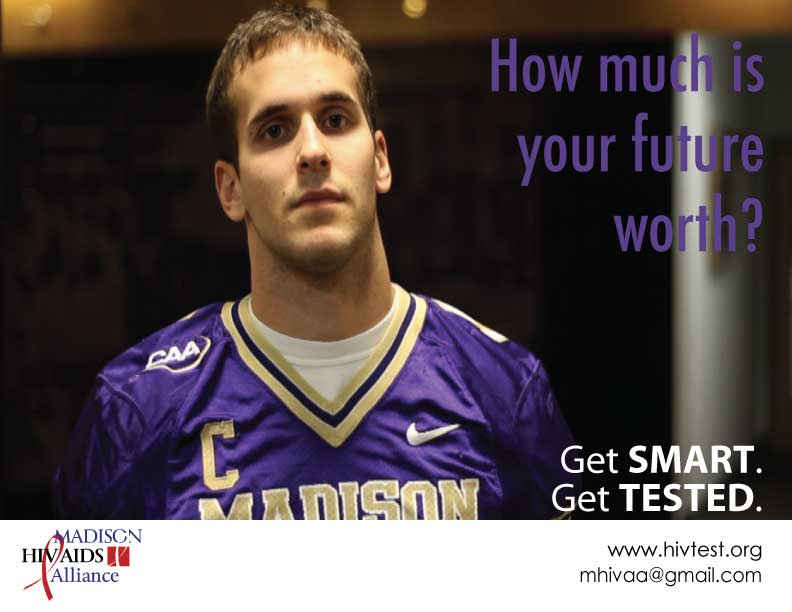 How much is
your future
worth?
CAA
C
MADISON
Get SMART.
Get TESTED.
MADISON
HIV/AIDS
Alliance
www.hivtest.org
mhivaa@gmail.com